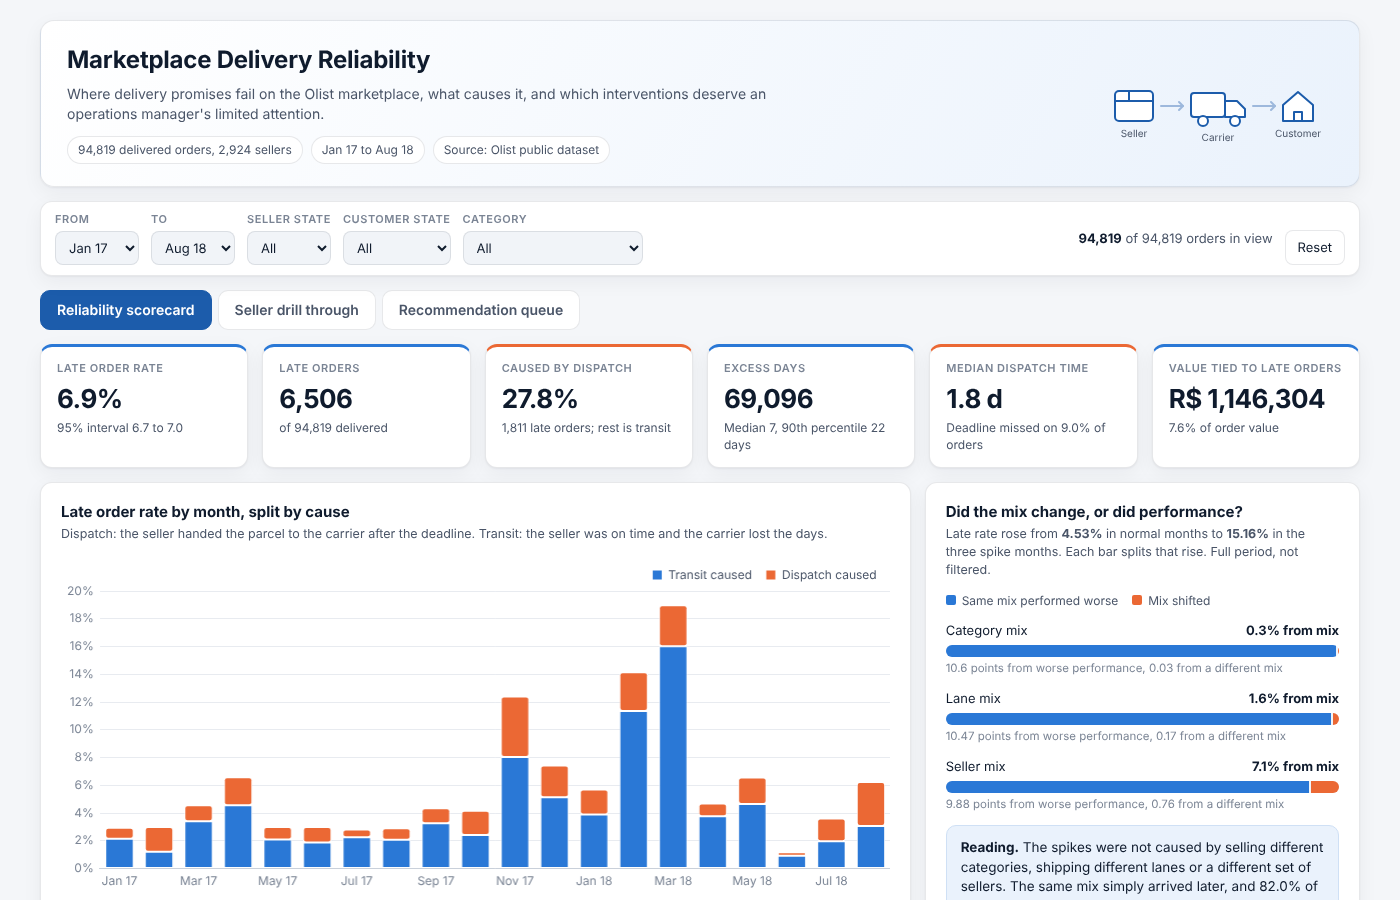 Marketplace Delivery Reliability
Where delivery promises fail on the Olist marketplace, what causes it, and which interventions deserve an
operations manager's limited attention.
94,819 delivered orders, 2,924 sellers
Jan 17 to Aug 18
Source: Olist public dataset
Seller
Carrier
Customer
FROM
TO
SELLER STATE
CUSTOMER STATE
CATEGORY
Jan 17
Aug 18
All
All
All
94,819 of 94,819 orders in view
Reset
Reliability scorecard
Seller drill through
Recommendation queue
LATE ORDER RATE
6.9%
95% interval 6.7 to 7.0
LATE ORDERS
6,506
of 94,819 delivered
CAUSED BY DISPATCH
27.8%
1,811 late orders; rest is transit
EXCESS DAYS
69,096
Median 7, 90th percentile 22
days
MEDIAN DISPATCH TIME
1.8 d
Deadline missed on 9.0% of
orders
VALUE TIED TO LATE ORDERS
R$ 1,146,304
7.6% of order value
Late order rate by month, split by cause
Dispatch: the seller handed the parcel to the carrier after the deadline. Transit: the seller was on time and the carrier lost the days.
Transit caused
Dispatch caused
20%
18%
16%
14%
12%
10%
8%
6%
4%
2%
0%
Jan 17
Mar 17
May 17
Jul 17
Sep 17
Nov 17
Jan 18
Mar 18
May 18
Jul 18
Did the mix change, or did performance?
Late rate rose from 4.53% in normal months to 15.16% in the
three spike months. Each bar splits that rise. Full period, not
filtered.
Same mix performed worse
Mix shifted
Category mix
0.3% from mix
10.6 points from worse performance, 0.03 from a different mix
Lane mix
1.6% from mix
10.47 points from worse performance, 0.17 from a different mix
Seller mix
7.1% from mix
9.88 points from worse performance, 0.76 from a different mix
Reading. The spikes were not caused by selling different
categories, shipping different lanes or a different set of
sellers. The same mix simply arrived later, and 82.0% of